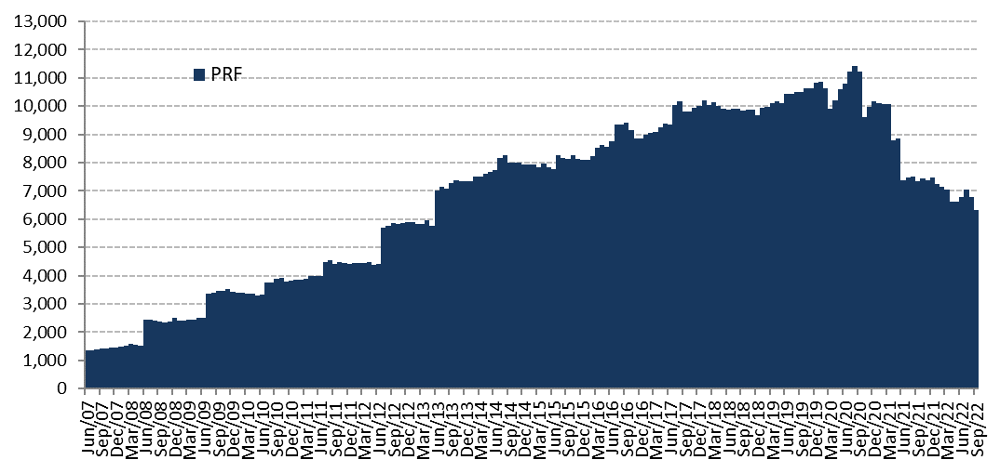 13,000
12,000
11,000
10,000
9,000
8,000
7,000
6,000
5,000
4,000
3,000
2,000
1,000
0
PRF
Jun/07
Sep/07
Dec/07
Mar/08
Jun/08
Sep/08
Dec/08
Mar/09
Jun/09
Sep/09
Dec/09
Mar/10
Jun/10
Sep/10
Dec/10
Mar/11
Jun/11
Sep/11
Dec/11
Mar/12
Jun/12
Sep/12
Dec/12
Mar/13
Jun/13
Sep/13
Dec/13
Mar/14
Jun/14
Sep/14
Dec/14
Mar/15
Jun/15
Sep/15
Dec/15
Mar/16
Jun/16
Sep/16
Dec/16
Mar/17
Jun/17
Sep/17
Dec/17
Mar/18
Jun/18
Sep/18
Dec/18
Mar/19
Jun/19
Sep/19
Dec/19
Mar/20
Jun/20
Sep/20
Dec/20
Mar/21
Jun/21
Sep/21
Dec/21
Mar/22
Jun/22
Sep/22